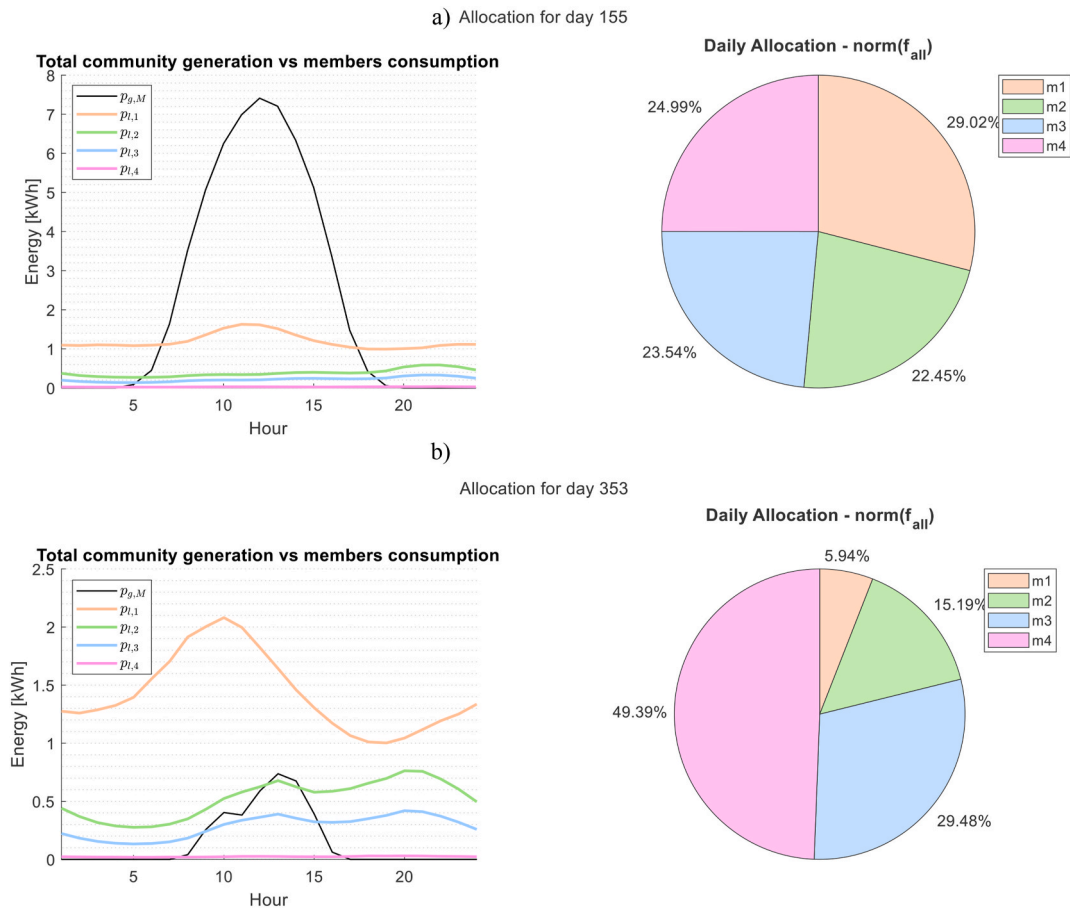 a) Allocation for day 155
Total community generation vs members consumption
8
7
6
5
4
3
2
1
0
Energy [kWh]
p_{g,M}
p_{l,1}
p_{l,2}
p_{l,3}
p_{l,4}
5
10
15
20
Hour
Daily Allocation - norm(f_{all})
24.99%
29.02%
23.54%
22.45%
m1
m2
m3
m4
b)
Allocation for day 353
Total community generation vs members consumption
2.5
2
1.5
1
0.5
0
Energy [kWh]
p_{g,M}
p_{l,1}
p_{l,2}
p_{l,3}
p_{l,4}
5
10
15
20
Hour
Daily Allocation - norm(f_{all})
5.94%
15.19%
49.39%
29.48%
m1
m2
m3
m4